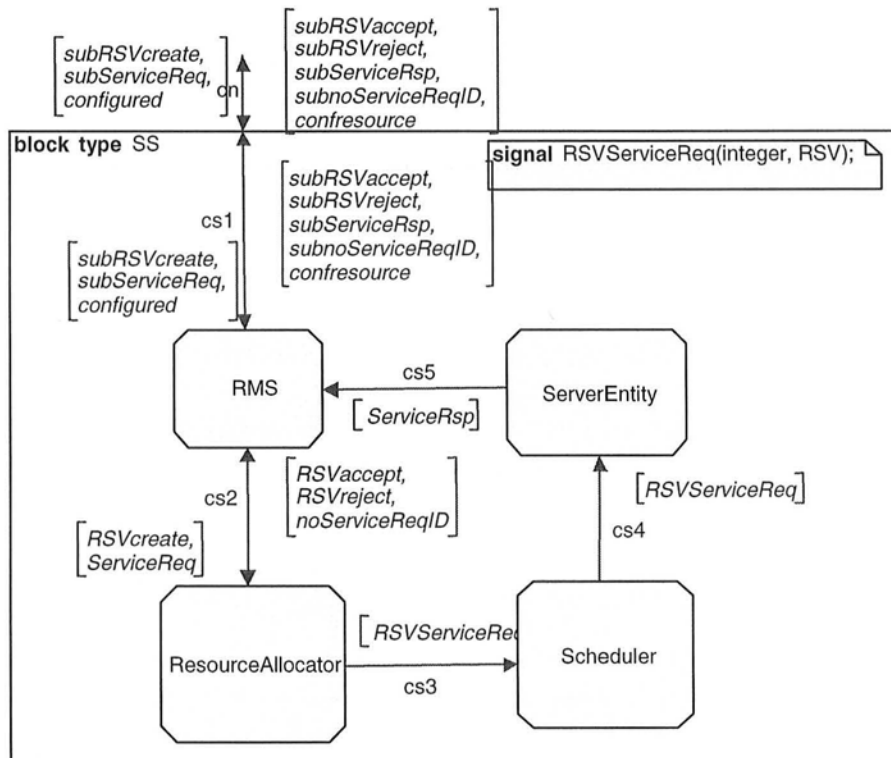 subRSVcreate,
subServiceReq,
configured
cn
subRSVaccept,
subRSVreject,
subServiceRsp,
subnoServiceReqID,
confresource
block type SS
signal RSVServiceReq(integer, RSV);
cs1
subRSVaccept,
subRSVreject,
subServiceRsp,
subnoServiceReqID,
confresource
subRSVcreate,
subServiceReq,
configured
RMS
cs5
ServiceRsp
ServerEntity
cs2
RSVaccept,
RSVreject,
noServiceReqID
RSVServiceReq
cs4
RSVcreate,
ServiceReq
ResourceAllocator
RSVServiceReq
cs3
Scheduler